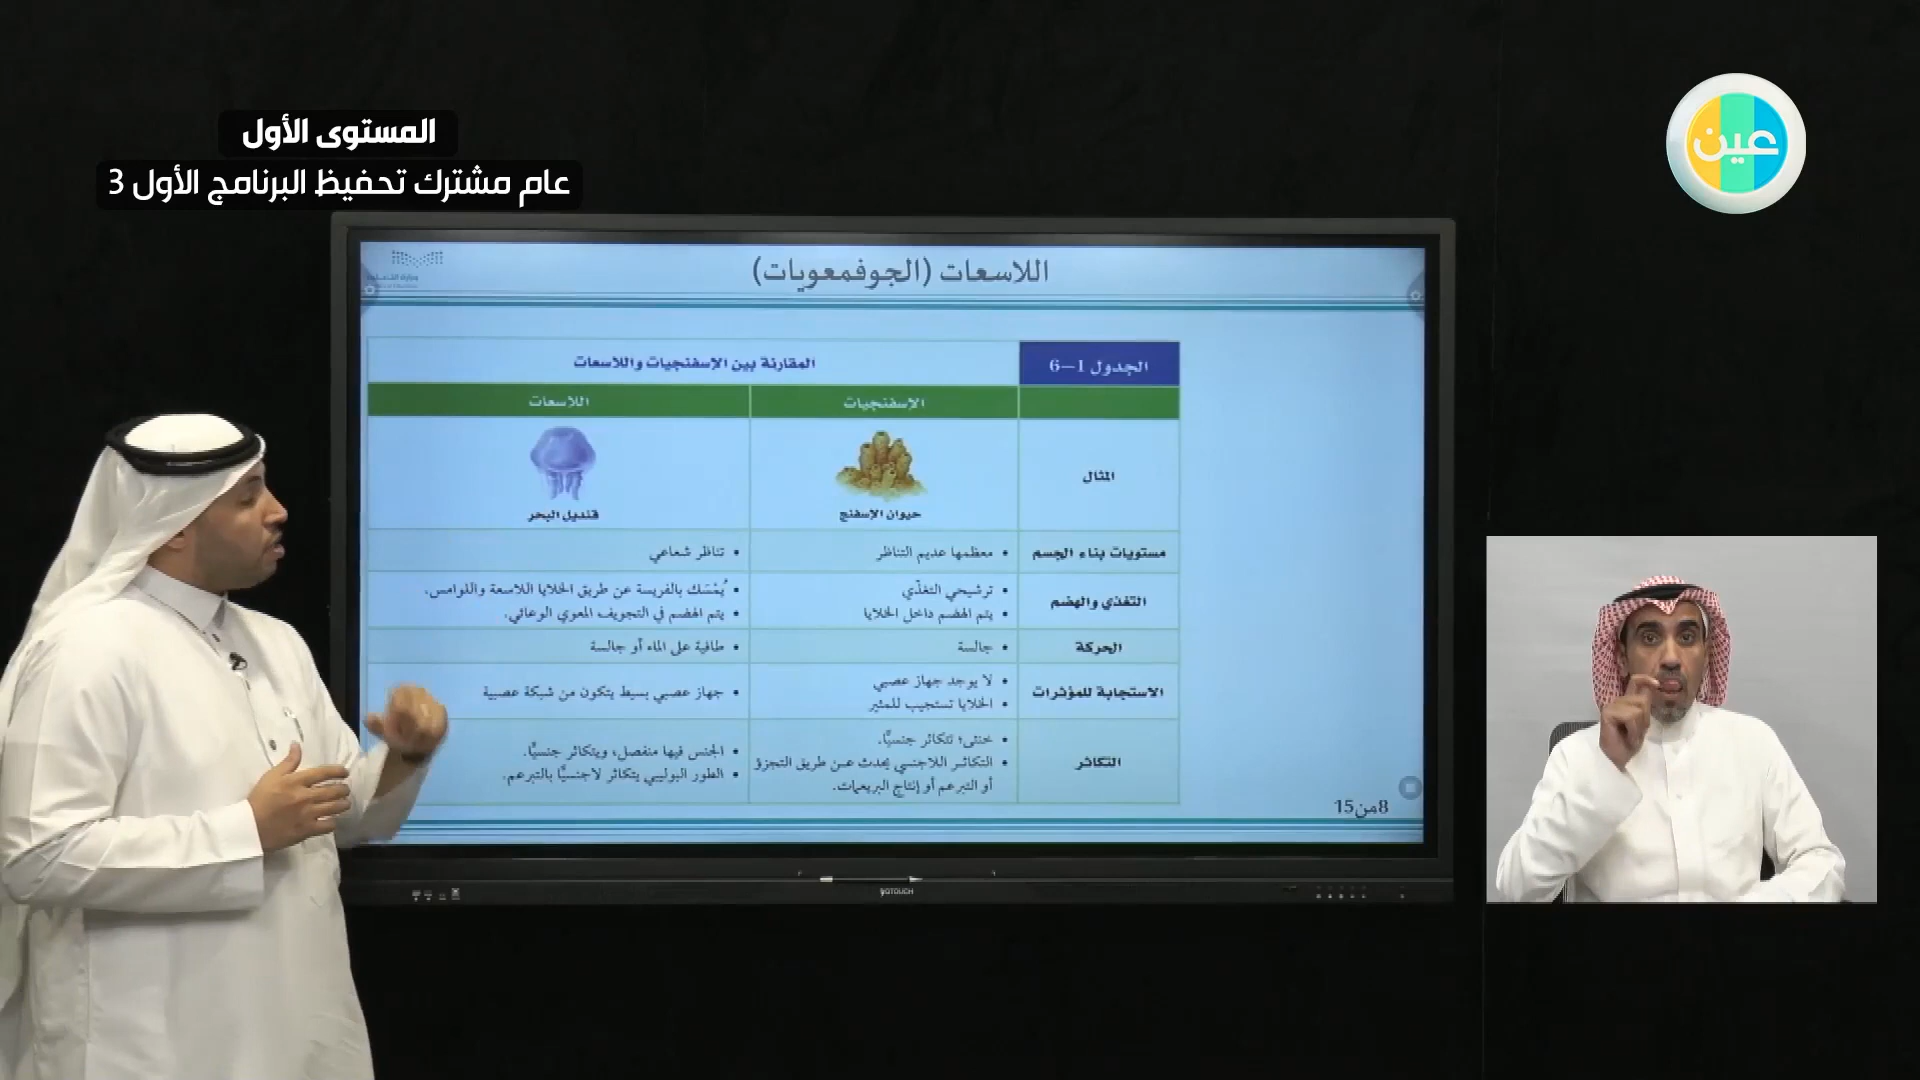 المستوى الأول
عام مشترك تحفيظ البرنامج الأول 3
عين
اللاسعات (الجوفمعويات)
الجدول 1–6
المقارنة بين الإسفنجيات واللاسعات
الإسفنجيات
اللاسعات
المثال
حيوان الإسفنج
قنديل البحر
مستويات بناء الجسم
• معظمها عديم التناظر
• تناظر شعاعي
التغذي والهضم
• ترشيحي التغذّي
• يتم الهضم داخل الخلايا
• يُمْسَك بالفريسة عن طريق الخلايا اللاسعة واللوامس.
• يتم الهضم في التجويف المعوي الوعائي.
الحركة
• جالسة
• طافية على الماء أو جالسة
الاستجابة للمؤثرات
• لا يوجد جهاز عصبي
• الخلايا تستجيب للمثير
• جهاز عصبي بسيط يتكون من شبكة عصبية
التكاثر
• خنثى؛ تتكاثر جنسيًّا.
• التكاثر اللاجنسي يحدث عن طريق التجزؤ
أو التبرعم أو إنتاج البريعمات.
• الجنس فيها منفصل، ويتكاثر جنسيًّا.
• الطور البوليبي يتكاثر لاجنسيًّا بالتبرعم.
8من15